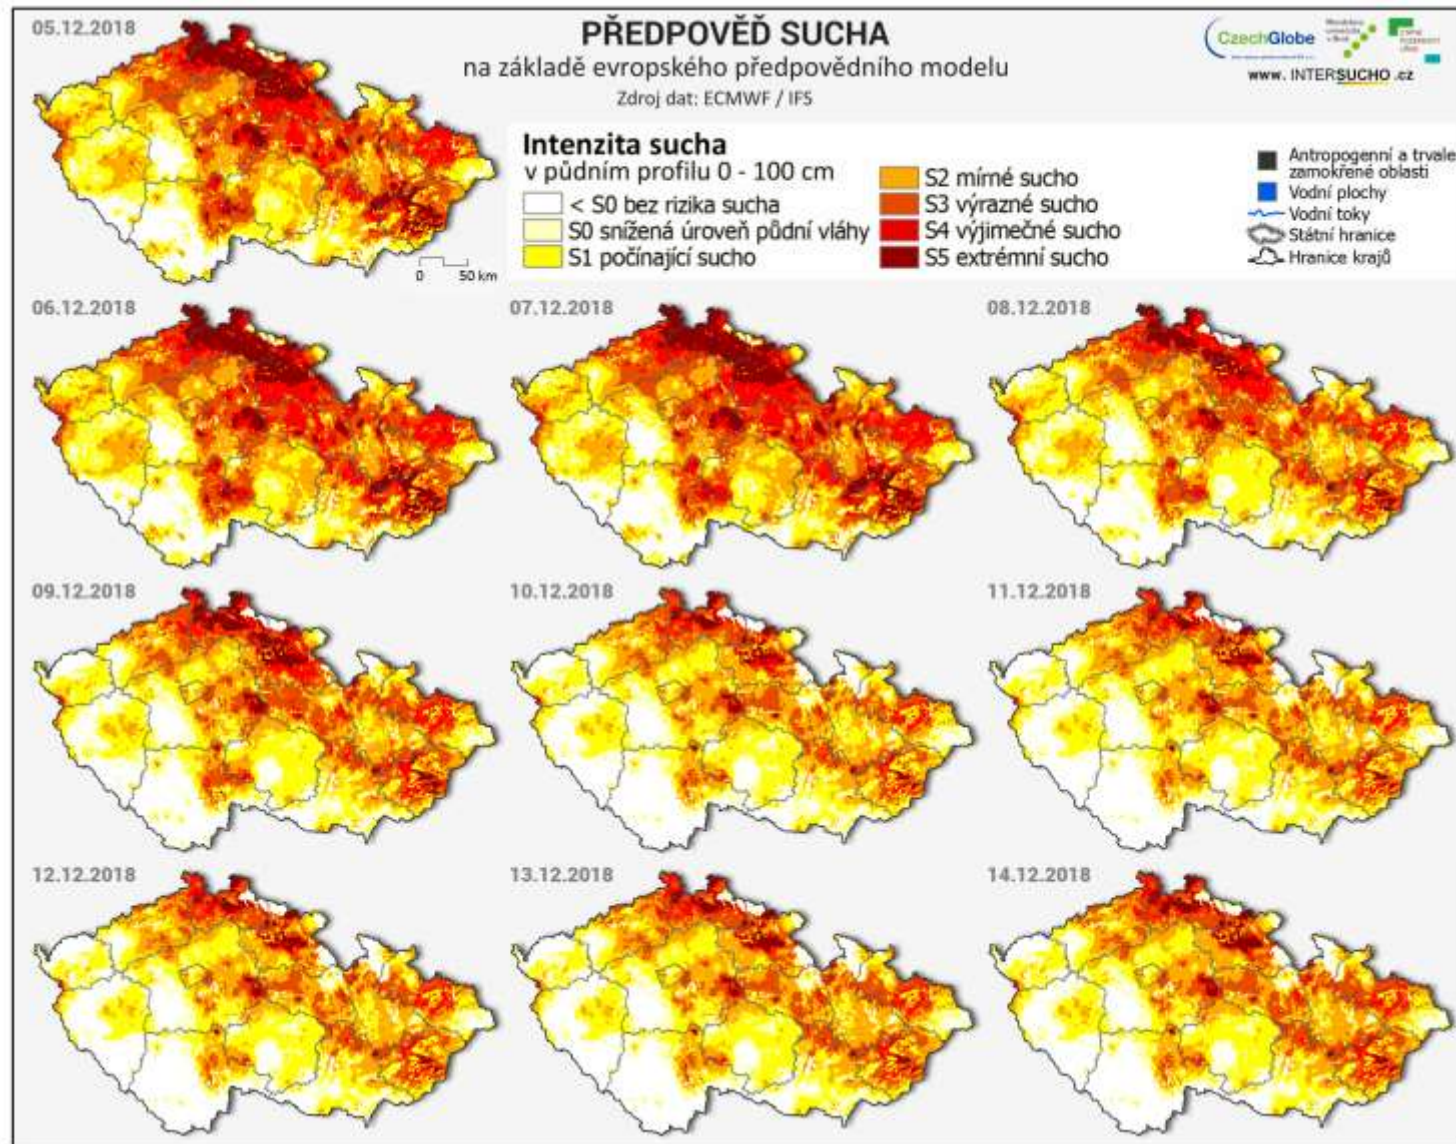 05.12.2018
PŘEDPOVĚĎ SUCHA
na základě evropského předpovědního modelu
Zdroj dat: ECMWF / IFS
CzechGlobe
www. INTERSUCHO .cz
Intenzita sucha
v půdním profilu 0 - 100 cm
< S0 bez rizika sucha
S0 snížená úroveň půdní vláhy
S1 počínající sucho
S2 mírné sucho
S3 výrazné sucho
S4 výjimečné sucho
S5 extrémní sucho
Antropogenní a trvale
zamokřené oblasti
Vodní plochy
Vodní toky
Státní hranice
Hranice krajů
0 50 km
06.12.2018
07.12.2018
08.12.2018
09.12.2018
10.12.2018
11.12.2018
12.12.2018
13.12.2018
14.12.2018